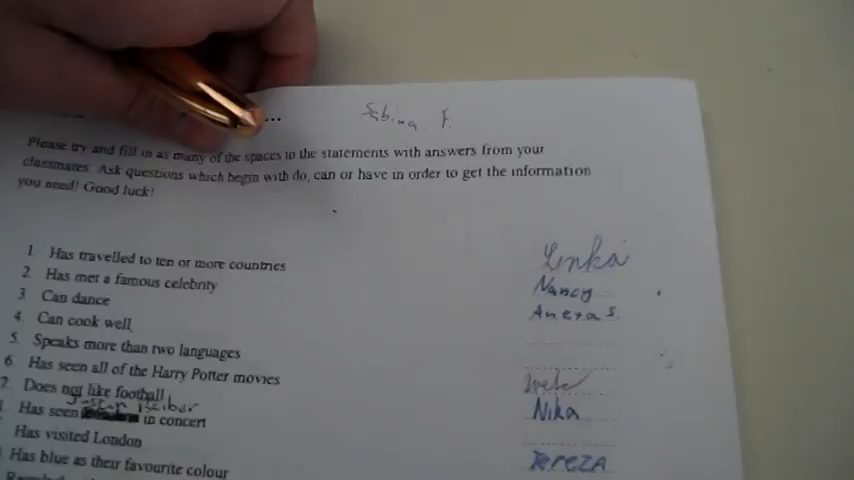 ... Sabina F.
Please try and fill in as many of the spaces to the statements with answers from your
classmates. Ask questions which begin with do, can or have in order to get the information
you need! Good luck!
1. Has travelled to ten or more countries Lenka
2. Has met a famous celebrity Nancy
3. Can dance Aneta S.
4. Can cook well
5. Speaks more than two languages
6. Has seen all of the Harry Potter movies
7. Does not like football Nika
Justin Bieber
Has seen in concert
Has visited London Tereza
Has blue as their favourite colour